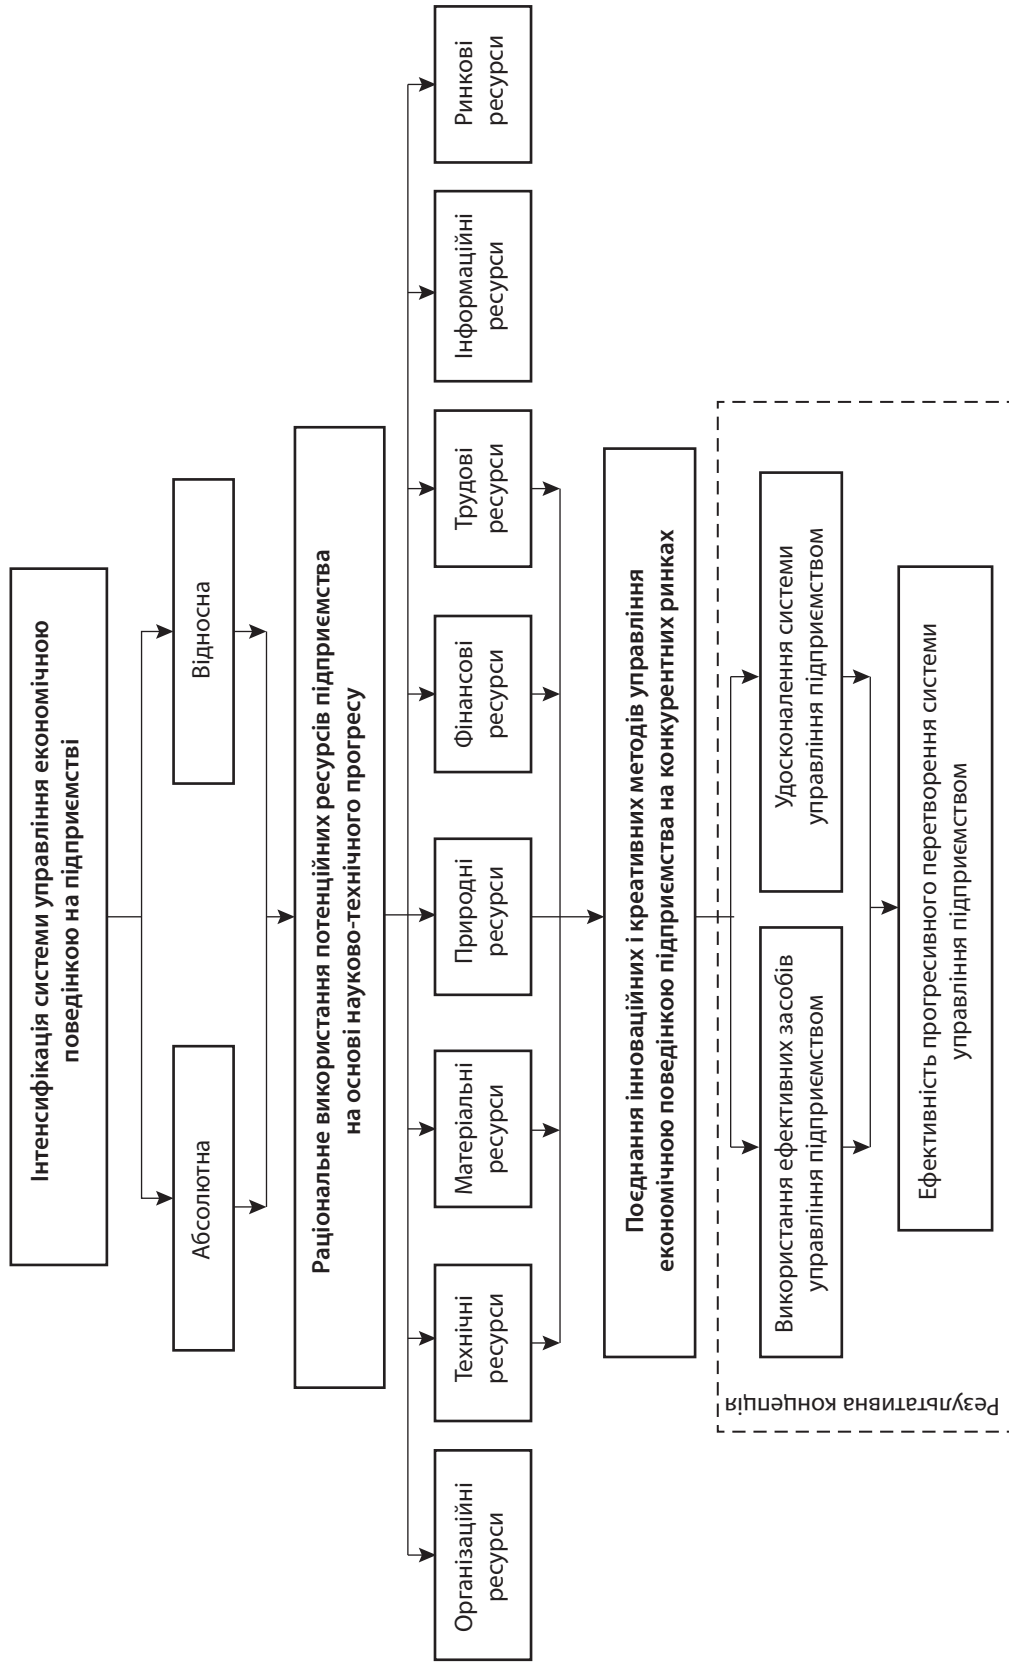 Інтенсифікація системи управління економічною
поведінкою на підприємстві
Абсолютна
Відносна
Раціональне використання потенційних ресурсів підприємства
на основі науково-технічного прогресу
Організаційні
ресурси
Технічні
ресурси
Матеріальні
ресурси
Природні
ресурси
Фінансові
ресурси
Трудові
ресурси
Інформаційні
ресурси
Ринкові
ресурси
Поєднання інноваційних і креативних методів управління
економічною поведінкою підприємства на конкурентних ринках
Результативна концепція
Використання ефективних засобів
управління підприємством
Удосконалення системи
управління підприємством
Ефективність прогресивного перетворення системи
управління підприємством